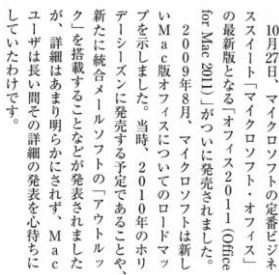 10月27日、マイクロソフトの定番ビジネ
ススイート「マイクロソフト・オフィス」
の最新版となる「オフィス2011（Office
for Mac 2011）」がついに発売されました。
　2009年8月、マイクロソフトは新し
いMac版オフィスについてのロードマッ
プを示しました。当時、2010年のホリ
デーシーズンに発売する予定であることや、
新たに統合メールソフトの「アウトルッ
ク」を搭載することなどが発表されました
が、詳細はあまり明らかにされず、Mac
ユーザは長い間その詳細の発表を心待ちに
していたわけです。